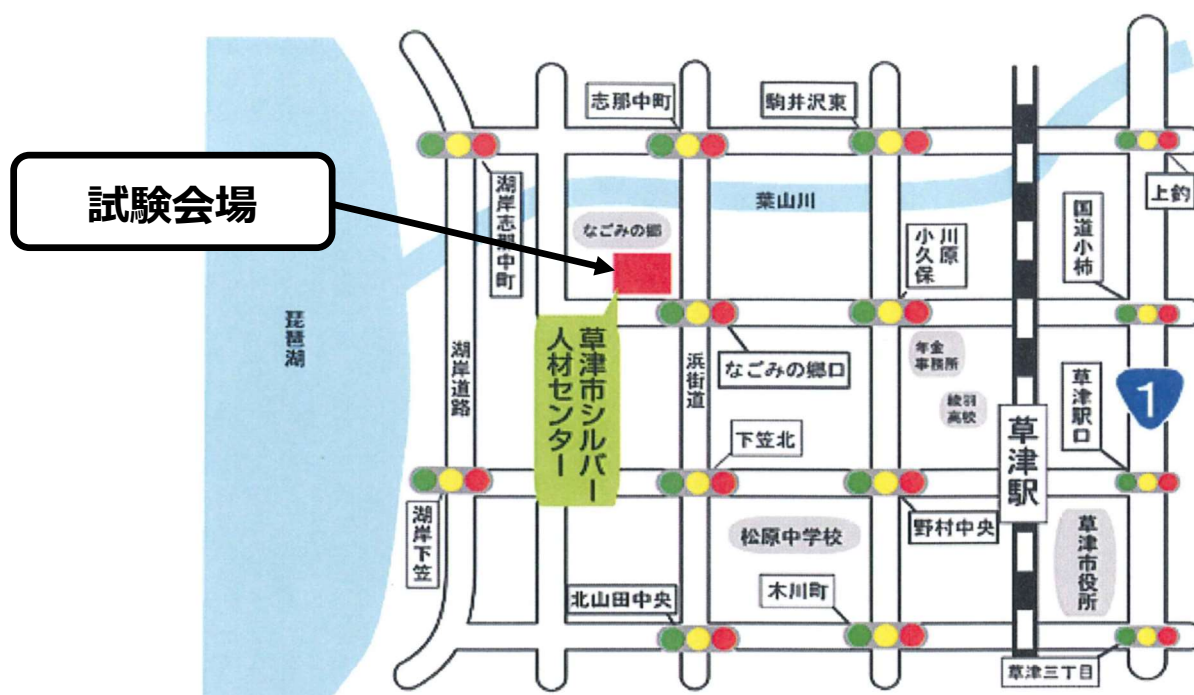 志那中町
駒井沢東
試験会場
湖岸志那中町
葉山川
上鈎
なごみの郷
川原
小久保
国道小柿
琵琶湖
湖岸道路
草津市シルバー
人材センター
浜街道
なごみの郷口
年金
事務所
綾羽
高校
草津駅
草津駅口
1
下笠北
湖岸下笠
松原中学校
野村中央
草津市役所
北山田中央
木川町
草津三丁目